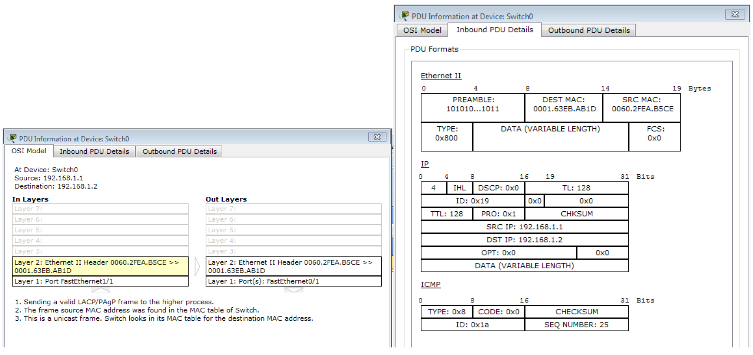 PDU Information at Device: Switch0
OSI Model Inbound PDU Details Outbound PDU Details
At Device: Switch0
Source: 192.168.1.1
Destination: 192.168.1.2
In Layers
Layer 7:
Layer 6:
Layer 5:
Layer 4:
Layer 3:
Layer 2: Ethernet II Header 0060.2FEA.B5CE >>
0001.63EB.AB1D
Layer 1: Port FastEthernet1/1
Out Layers
Layer 7:
Layer 6:
Layer 5:
Layer 4:
Layer 3:
Layer 2: Ethernet II Header 0060.2FEA.B5CE >>
0001.63EB.AB1D
Layer 1: Port(s): FastEthernet0/1
1. Sending a valid LACP/PAgP frame to the higher process.
2. The frame source MAC address was found in the MAC table of Switch.
3. This is a unicast frame. Switch looks in its MAC table for the destination MAC address.
PDU Information at Device: Switch0
OSI Model Inbound PDU Details Outbound PDU Details
PDU Formats
Ethernet II
0 4 8 14 19 Bytes
PREAMBLE: DEST MAC: SRC MAC:
101010...1011 0001.63EB.AB1D 0060.2FEA.B5CE
TYPE: DATA (VARIABLE LENGTH) FCS:
0x800 0x0
IP
0 4 8 16 19 31 Bits
4 IHL DSCP: 0x0 TL: 128
ID: 0x19 0x0 0x0
TTL: 128 PRO: 0x1 CHKSUM
SRC IP: 192.168.1.1
DST IP: 192.168.1.2
OPT: 0x0 0x0
DATA (VARIABLE LENGTH)
ICMP
0 8 16 31 Bits
TYPE: 0x8 CODE: 0x0 CHECKSUM
ID: 0x1a SEQ NUMBER: 25